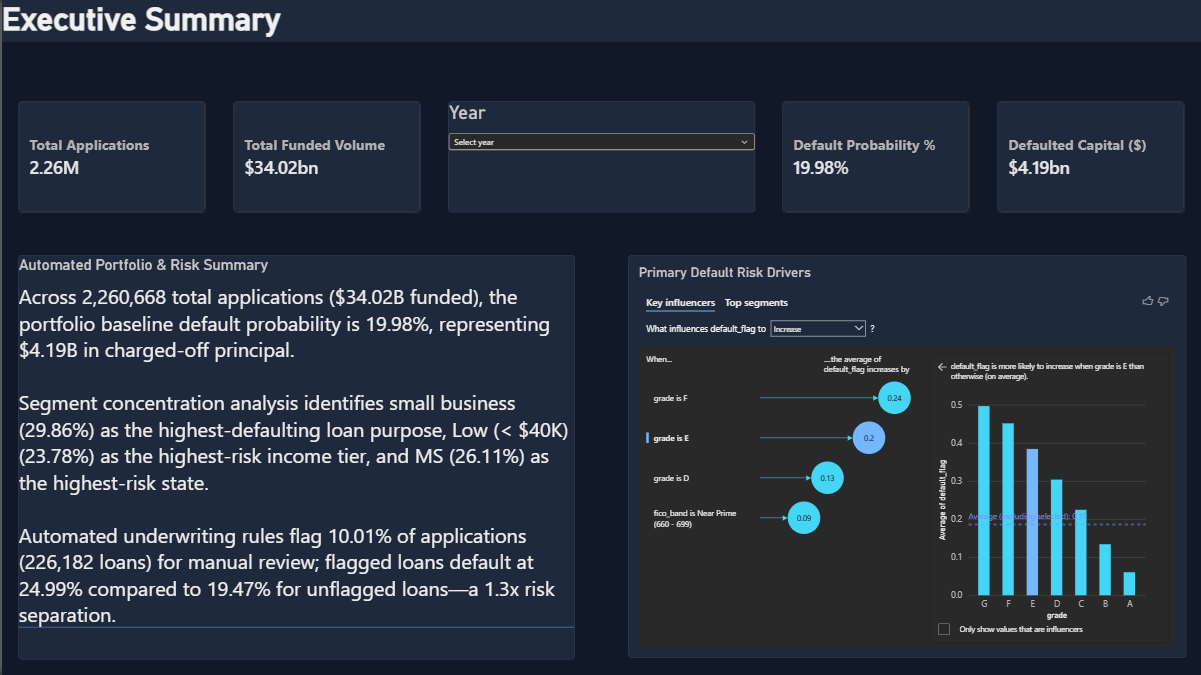 Executive Summary
Total Applications
2.26M
Total Funded Volume
$34.02bn
Year
Select year
Default Probability %
19.98%
Defaulted Capital ($)
$4.19bn
Automated Portfolio & Risk Summary
Across 2,260,668 total applications ($34.02B funded), the
portfolio baseline default probability is 19.98%, representing
$4.19B in charged-off principal.
Segment concentration analysis identifies small business
(29.86%) as the highest-defaulting loan purpose, Low (< $40K)
(23.78%) as the highest-risk income tier, and MS (26.11%) as
the highest-risk state.
Automated underwriting rules flag 10.01% of applications
(226,182 loans) for manual review; flagged loans default at
24.99% compared to 19.47% for unflagged loans—a 1.3x risk
separation.
Primary Default Risk Drivers
Key influencers Top segments
What influences default_flag to Increase ?
When...
...the average of
default_flag increases by
grade is F
0.24
grade is E
0.2
grade is D
0.13
fico_band is Near Prime
(660 - 699)
0.09
default_flag is more likely to increase when grade is E than
otherwise (on average).
Average of default_flag
0.5
0.4
0.3
0.2
0.1
0.0
Average (excluding selected):
G F E D C B A
grade
Only show values that are influencers